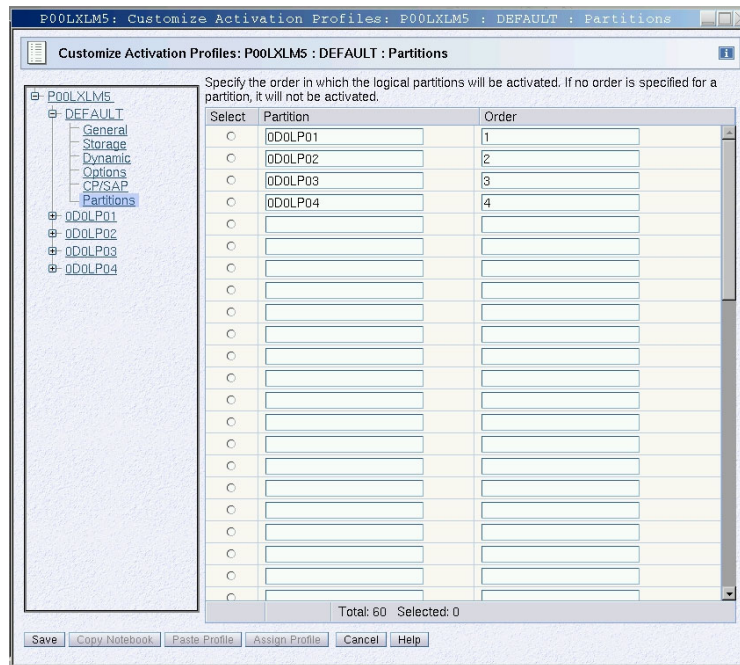 P00LXLM5: Customize Activation Profiles: P00LXLM5 : DEFAULT : Partitions
Customize Activation Profiles: P00LXLM5 : DEFAULT : Partitions
P00LXLM5
DEFAULT
General
Storage
Dynamic
Options
CP/SAP
Partitions
0D0LP01
0D0LP02
0D0LP03
0D0LP04
Specify the order in which the logical partitions will be activated. If no order is specified for a
partition, it will not be activated.
Select Partition Order
0D0LP01 1
0D0LP02 2
0D0LP03 3
0D0LP04 4
Total: 60 Selected: 0
Save Copy Notebook Paste Profile Assign Profile Cancel Help